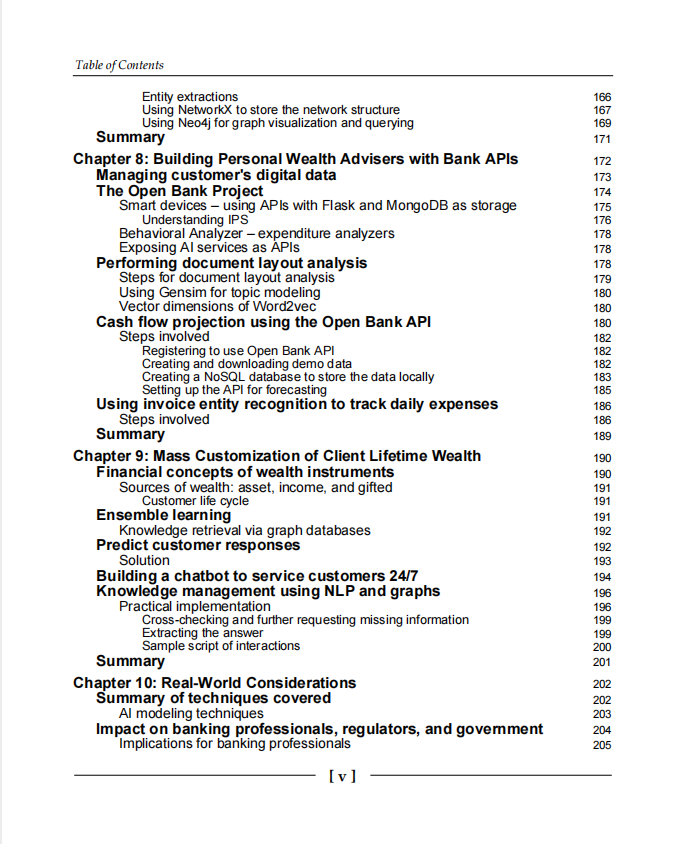 Table of Contents
Entity extractions 166
Using NetworkX to store the network structure 167
Using Neo4j for graph visualization and querying 169
Summary 171
Chapter 8: Building Personal Wealth Advisers with Bank APIs 172
Managing customer's digital data 173
The Open Bank Project 174
Smart devices – using APIs with Flask and MongoDB as storage 175
Understanding IPS 176
Behavioral Analyzer – expenditure analyzers 178
Exposing AI services as APIs 178
Performing document layout analysis 178
Steps for document layout analysis 179
Using Gensim for topic modeling 180
Vector dimensions of Word2vec 180
Cash flow projection using the Open Bank API 180
Steps involved 182
Registering to use Open Bank API 182
Creating and downloading demo data 182
Creating a NoSQL database to store the data locally 183
Setting up the API for forecasting 185
Using invoice entity recognition to track daily expenses 186
Steps involved 186
Summary 189
Chapter 9: Mass Customization of Client Lifetime Wealth 190
Financial concepts of wealth instruments 190
Sources of wealth: asset, income, and gifted 191
Customer life cycle 191
Ensemble learning 191
Knowledge retrieval via graph databases 192
Predict customer responses 192
Solution 193
Building a chatbot to service customers 24/7 194
Knowledge management using NLP and graphs 196
Practical implementation 196
Cross-checking and further requesting missing information 199
Extracting the answer 199
Sample script of interactions 200
Summary 201
Chapter 10: Real-World Considerations 202
Summary of techniques covered 202
AI modeling techniques 203
Impact on banking professionals, regulators, and government 204
Implications for banking professionals 205
[ v ]